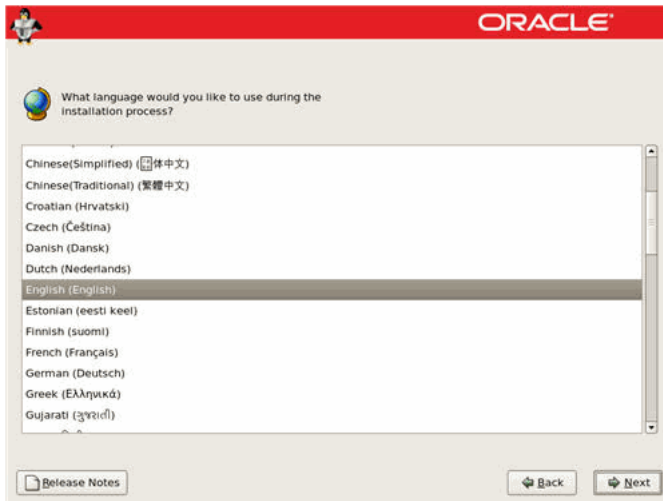 ORACLE
What language would you like to use during the
installation process?
Chinese(Simplified) (体中文)
Chinese(Traditional) (繁體中文)
Croatian (Hrvatski)
Czech (Čeština)
Danish (Dansk)
Dutch (Nederlands)
English (English)
Estonian (eesti keel)
Finnish (suomi)
French (Français)
German (Deutsch)
Greek (Ελληνικά)
Gujarati (ગુજરાતી)
Release Notes
Back
Next